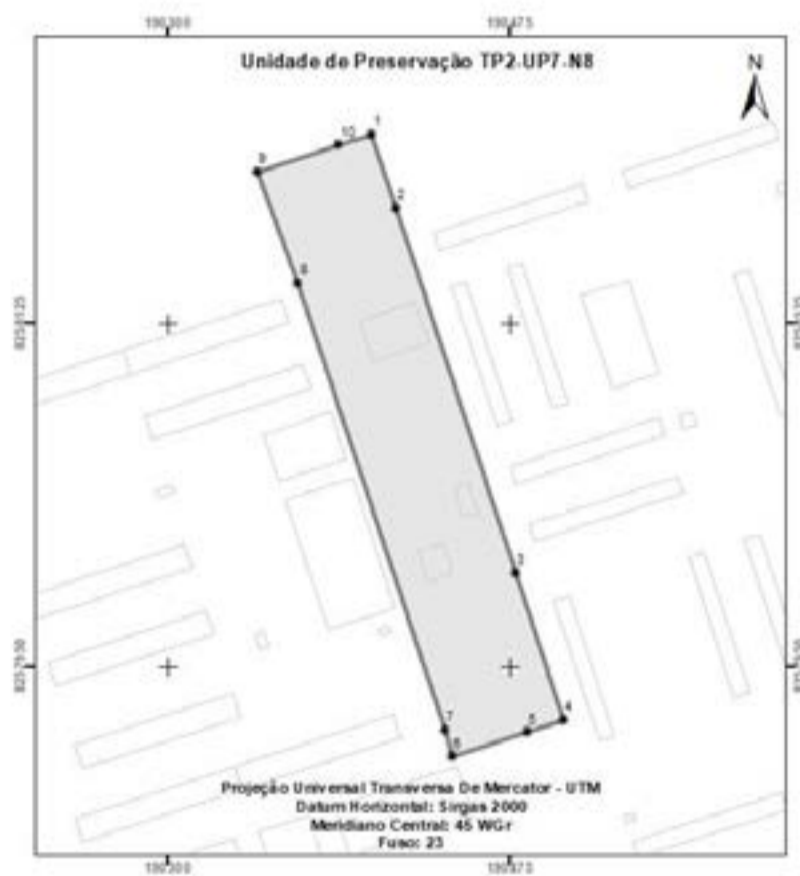 Unidade de Preservação TP2-UP7-N8
N
1
10
9
2
8
3
4
5
7
6
Projeção Universal Transversa De Mercator - UTM
Datum Horizontal: Sirgas 2000
Meridiano Central: 45 WGr
Fuso: 23